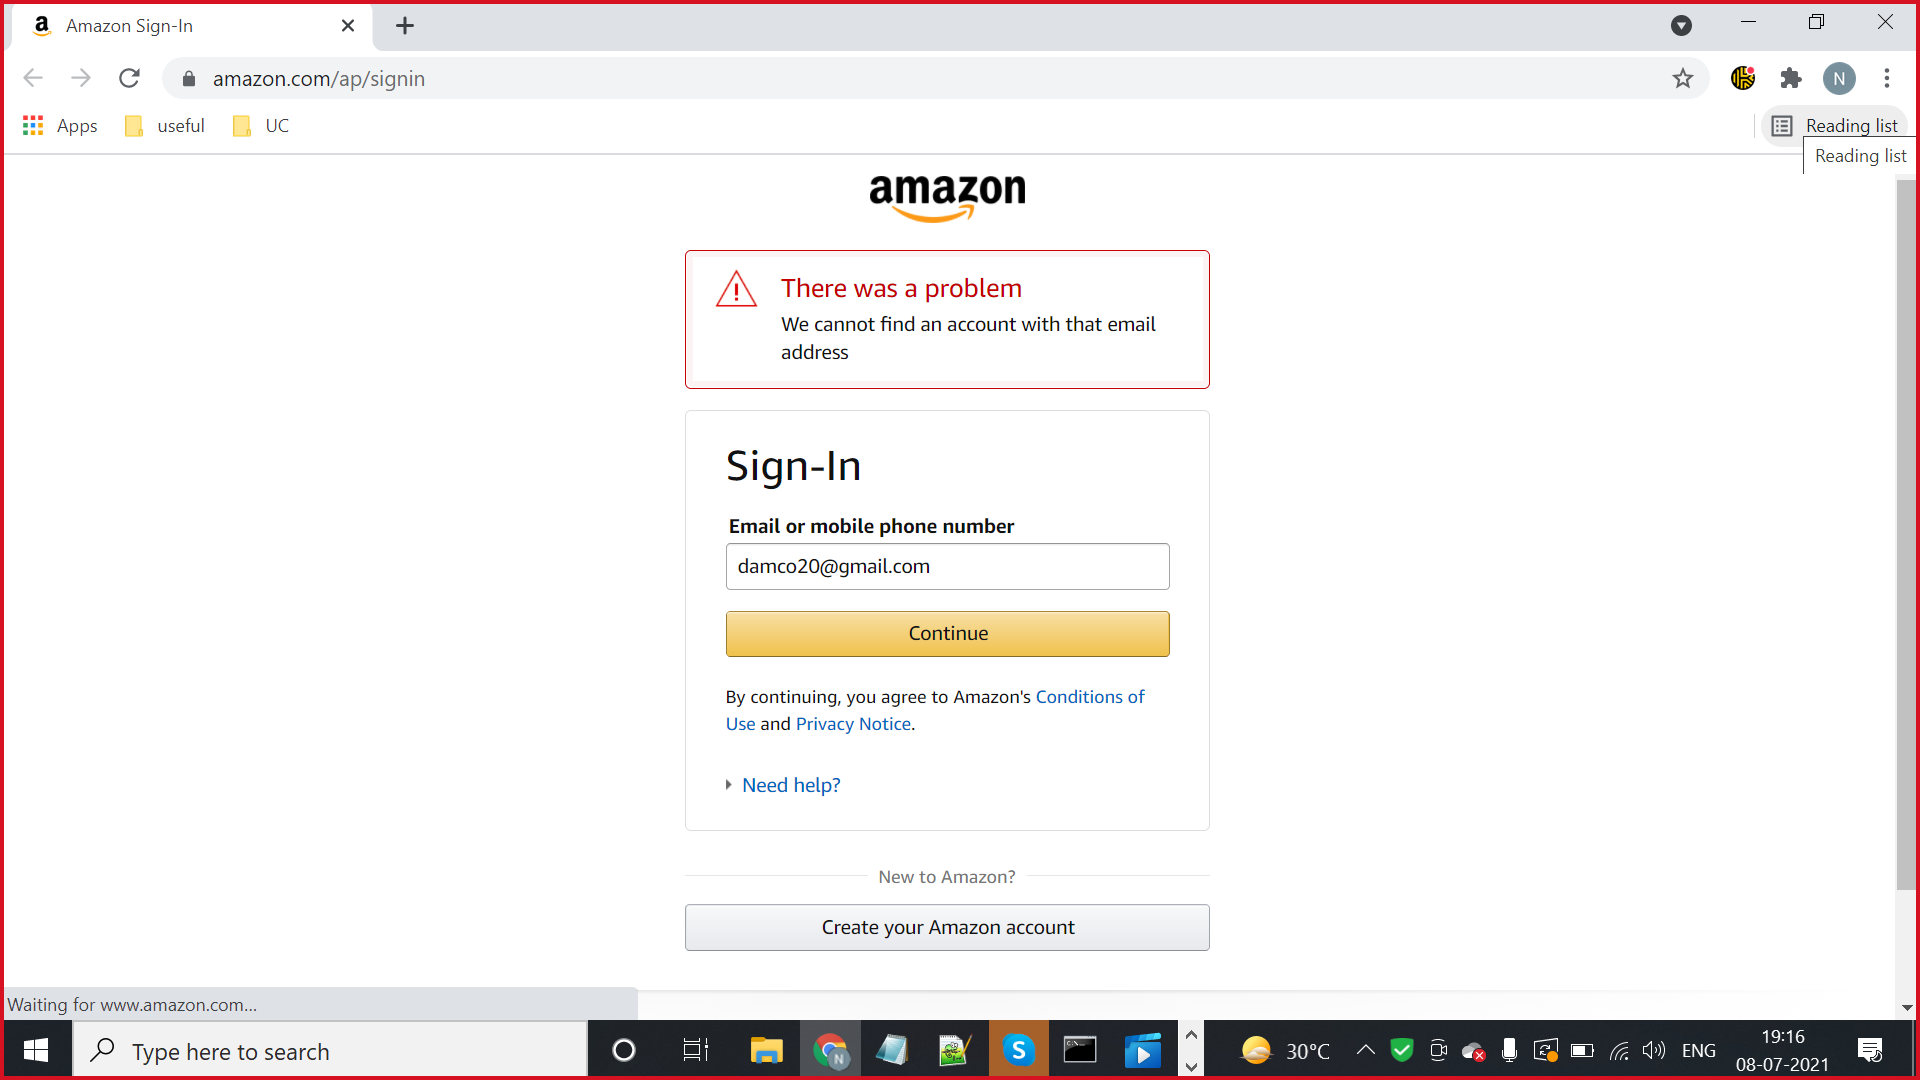 Amazon Sign-In
amazon.com/ap/signin
N
Apps
useful
UC
Reading list
Reading list
amazon
There was a problem
We cannot find an account with that email
address
Sign-In
Email or mobile phone number
damco20@gmail.com
Continue
By continuing, you agree to Amazon's Conditions of
Use and Privacy Notice.
Need help?
New to Amazon?
Create your Amazon account
Waiting for www.amazon.com...
Type here to search
N
S
30°C
ENG
19:16
08-07-2021